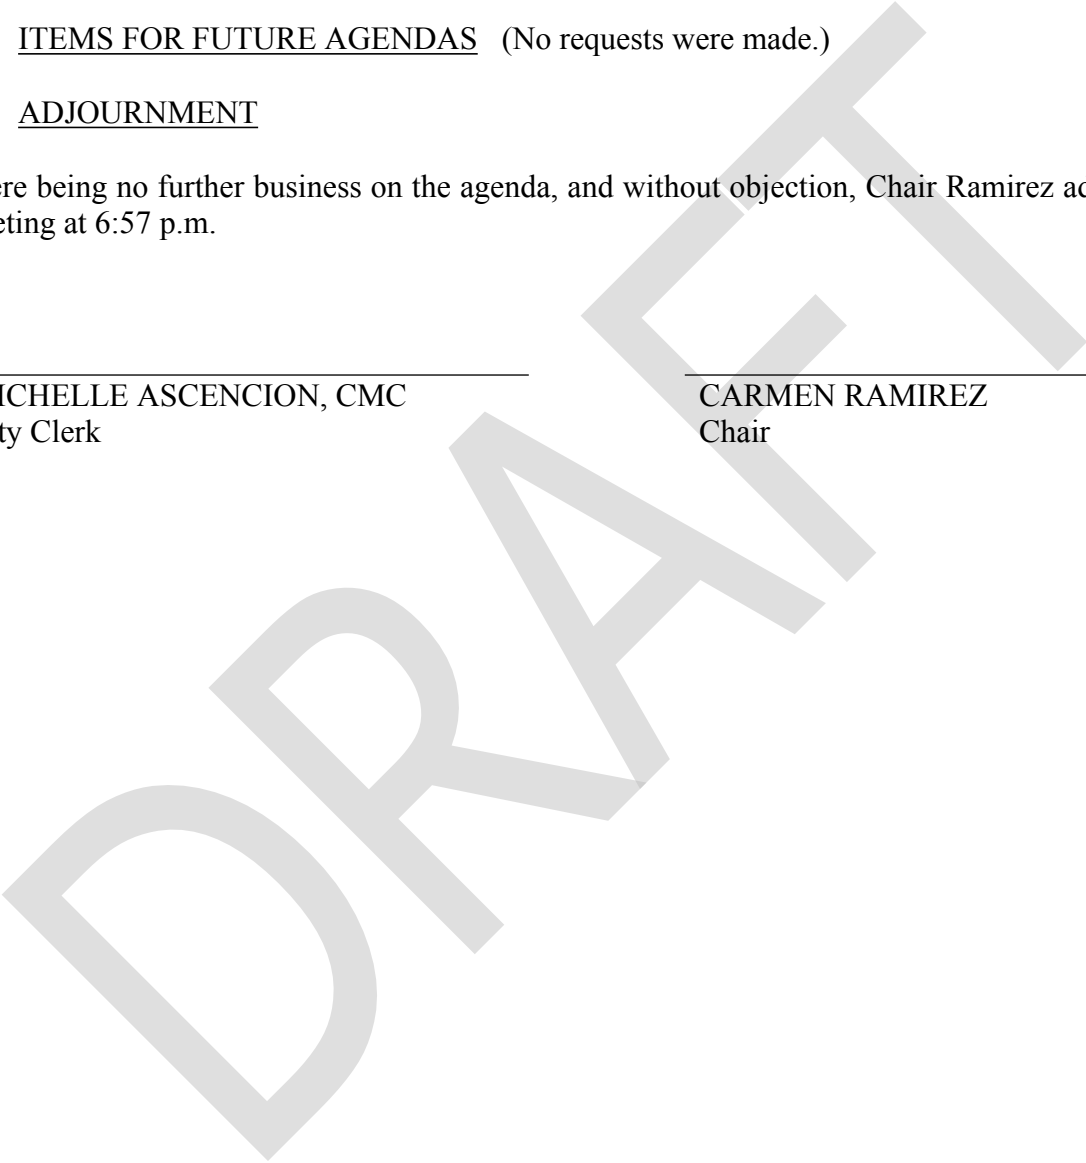 ITEMS FOR FUTURE AGENDAS (No requests were made.)
ADJOURNMENT
ere being no further business on the agenda, and without objection, Chair Ramirez ad
eting at 6:57 p.m.
ICHELLE ASCENCION, CMC
ty Clerk
CARMEN RAMIREZ
Chair
DRAFT